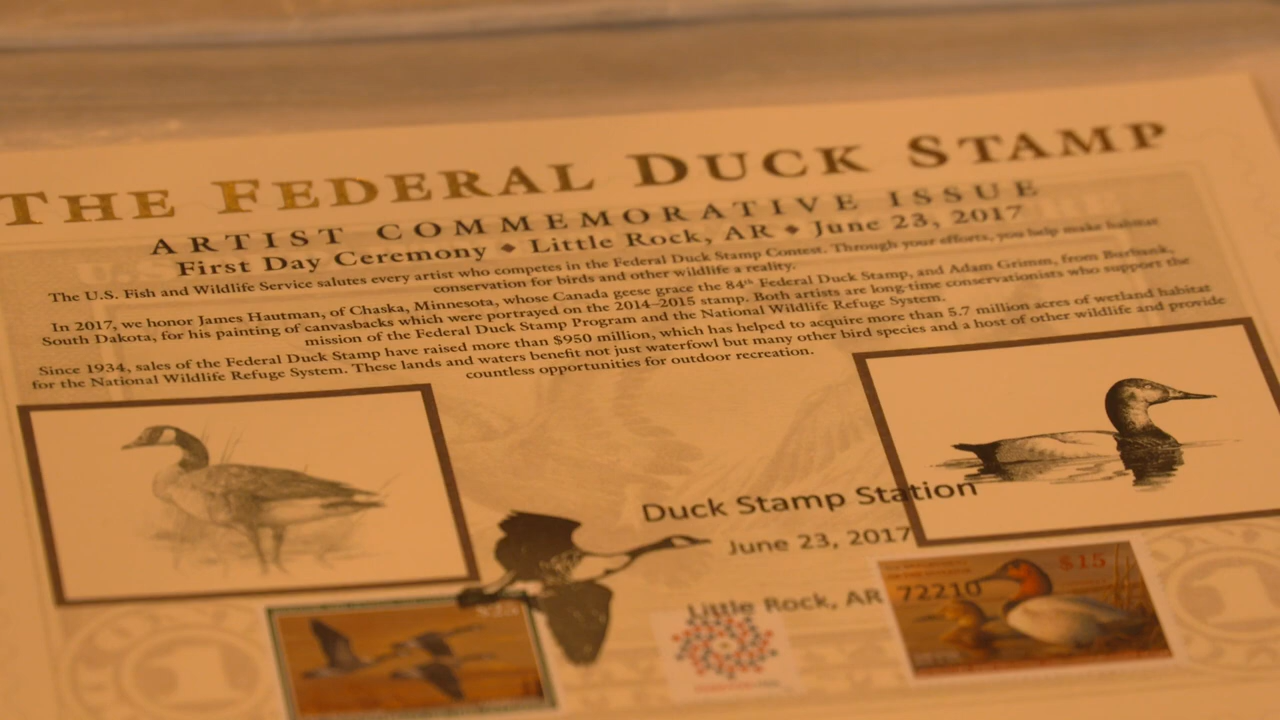 THE FEDERAL DUCK STAMP
ARTIST COMMEMORATIVE ISSUE
First Day Ceremony ◆ Little Rock, AR ◆ June 23, 2017
The U.S. Fish and Wildlife Service salutes every artist who competes in the Federal Duck Stamp Contest. Through your efforts, you help make habitat
conservation for birds and other wildlife a reality.
In 2017, we honor James Hautman, of Chaska, Minnesota, whose Canada geese grace the 84th Federal Duck Stamp, and Adam Grimm, from Burbank,
South Dakota, for his painting of canvasbacks which were portrayed on the 2014–2015 stamp. Both artists are long-time conservationists who support the
mission of the Federal Duck Stamp Program and the National Wildlife Refuge System.
Since 1934, sales of the Federal Duck Stamp have raised more than $950 million, which has helped to acquire more than 5.7 million acres of wetland habitat
for the National Wildlife Refuge System. These lands and waters benefit not just waterfowl but many other bird species and a host of other wildlife and provide
countless opportunities for outdoor recreation.
Duck Stamp Station
June 23, 2017
Little Rock, AR
72210
$15
1
1